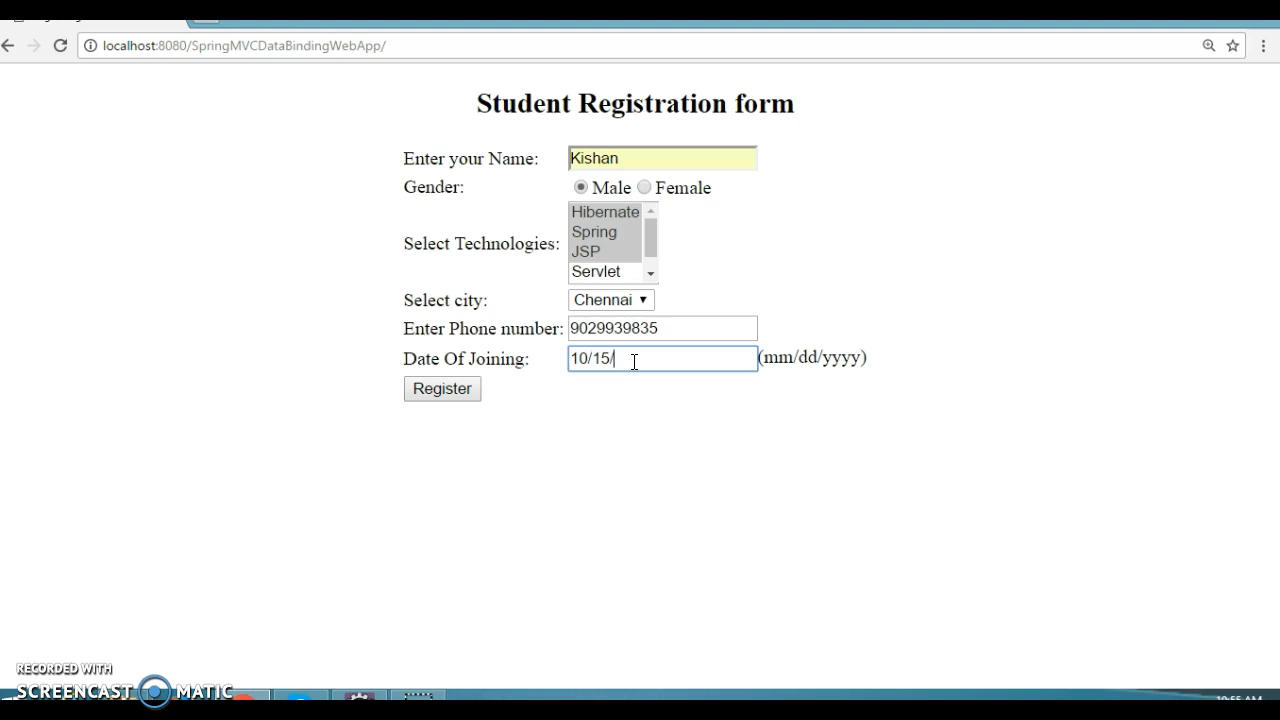 localhost:8080/SpringMVCDataBindingWebApp/
Student Registration form
Enter your Name: Kishan
Gender: Male Female
Select Technologies: Hibernate
Spring
JSP
Servlet
Select city: Chennai
Enter Phone number: 9029939835
Date Of Joining: 10/15/ (mm/dd/yyyy)
Register
RECORDED WITH
SCREENCAST MATIC